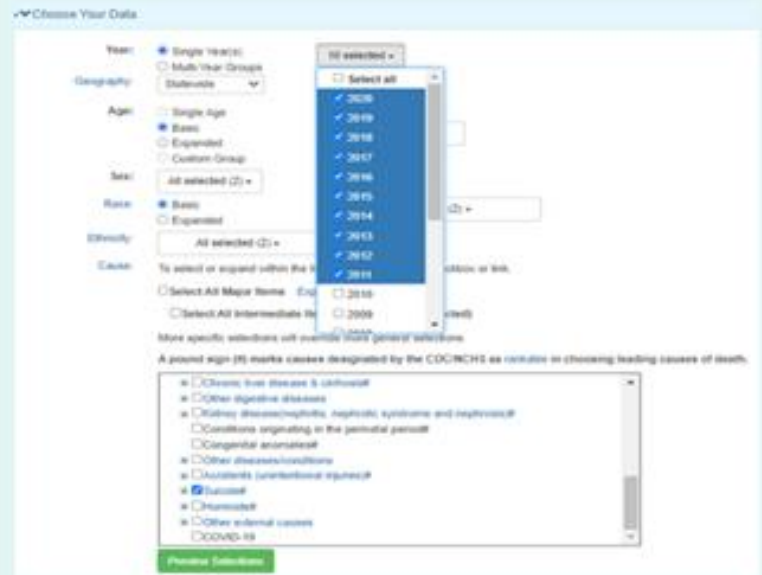 Choose Your Data
Year: Single Year(s) 10 selected
Multi-Year Groups
Geography: Statewide
Select all
2020
2019
2018
2017
2016
2015
2014
2013
2012
2011
2010
2009
Age: Single Age
Basic
Expanded
Custom Group
Sex: All selected (2)
Race: Basic (2)
Expanded
Ethnicity: All selected (2)
Cause: To select or expand within the ckbox or link.
Select All Major Items Exp
Select All Intermediate Ite cted)
More specific selections will override more general selections.
A pound sign (#) marks causes designated by the CDC/NCHS as rankable in choosing leading causes of death.
Chronic liver disease & cirrhosis#
Other digestive diseases
Kidney disease(nephritis, nephrotic syndrome and nephrosis)#
Conditions originating in the perinatal period#
Congenital anomalies#
Other diseases/conditions
Accidents (unintentional injuries)#
Suicide#
Homicide#
Other external causes
COVID-19
Preview Selections